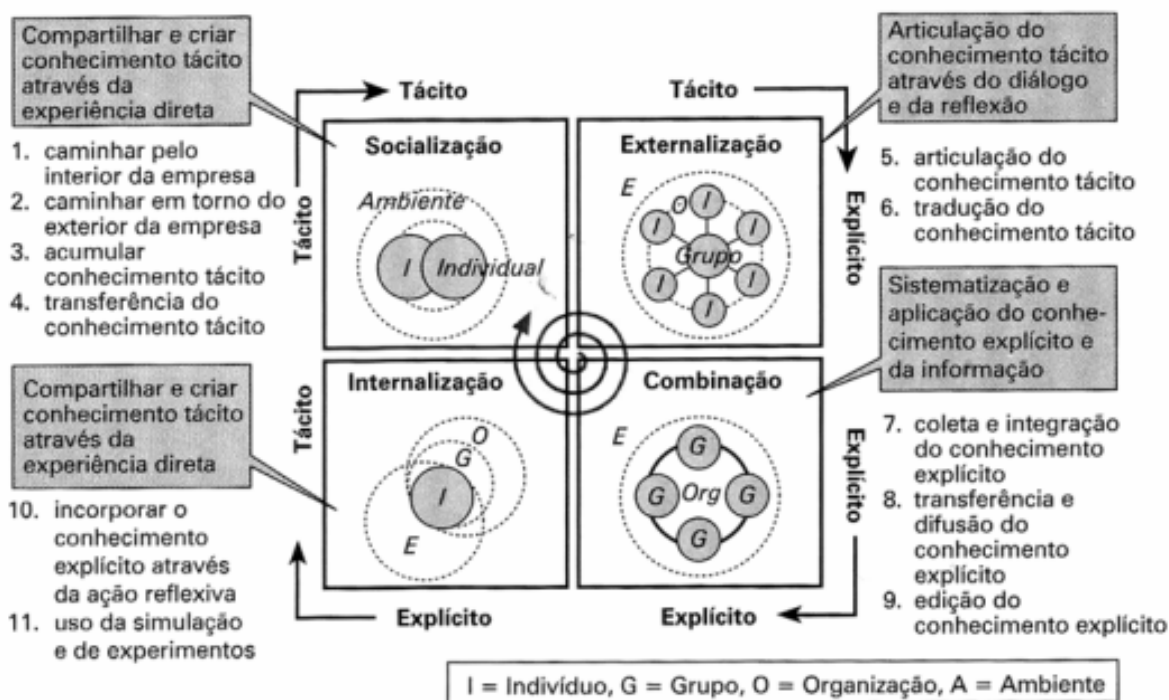 Compartilhar e criar
conhecimento tácito
através da
experiência direta
1. caminhar pelo
interior da empresa
2. caminhar em torno do
exterior da empresa
3. acumular
conhecimento tácito
4. transferência do
conhecimento tácito
Tácito
Tácito
Socialização
Ambiente
I
Individual
Tácito
Externalização
E
O
I
I
I
Grupo
I
I
I
Explícito
Articulação do
conhecimento tácito
através do diálogo
e da reflexão
5. articulação do
conhecimento tácito
6. tradução do
conhecimento tácito
Compartilhar e criar
conhecimento tácito
através da
experiência direta
10. incorporar o
conhecimento
explícito através
da ação reflexiva
11. uso da simulação
e de experimentos
Tácito
Internalização
O
G
I
E
Explícito
Combinação
E
G
G
Org
G
G
Explícito
Explícito
Sistematização e
aplicação do conhe-
cimento explícito e
da informação
7. coleta e integração
do conhecimento
explícito
8. transferência e
difusão do
conhecimento
explícito
9. edição do
conhecimento explícito
I = Indivíduo, G = Grupo, O = Organização, A = Ambiente